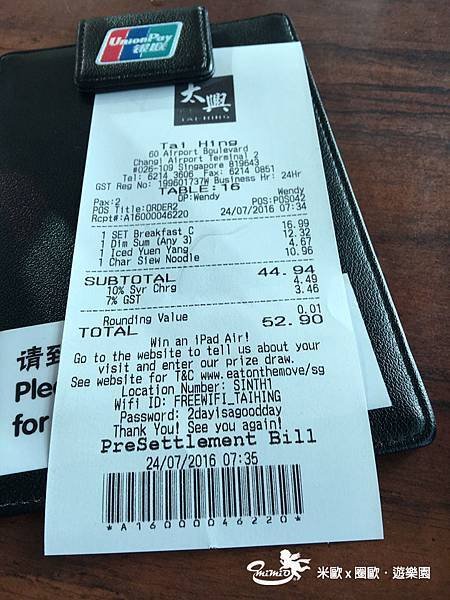 UnionPay
银联
太興
TAI HING
Tai Hing
60 Airport Boulevard
Changi Airport Terminal 2
#026-109 Singapore 819643
Tel: 6214 3606 Fax: 6214 0851
GST Reg No: 199601737W Business Hr: 24Hr
TABLE: 16
Pax:2 OP:Wendy Wendy
POS Title:ORDER2 POS:POS042
Rcpt#:A16000046220 24/07/2016 07:34
1 SET Breakfast C 16.99
1 Dim Sum (Any 3) 12.32
1 Iced Yuen Yang 4.67
1 Char Siew Noodle 10.96
SUBTOTAL 44.94
10% Svr Chrg 4.49
7% GST 3.46
Rounding Value 0.01
TOTAL 52.90
Win an iPad Air!
Go to the website to tell us about your
visit and enter our prize draw.
See website for T&C www.eatonthemove/sg
Location Number: SINTH1
Wifi ID: FREEWIFI_TAIHING
Password: 2dayisagoodday
Thank You! See you again!
PreSettlement Bill
24/07/2016 07:35
*A16000046220*
请到
Plea
for
mimio 米歐 x 圈歐·遊樂園